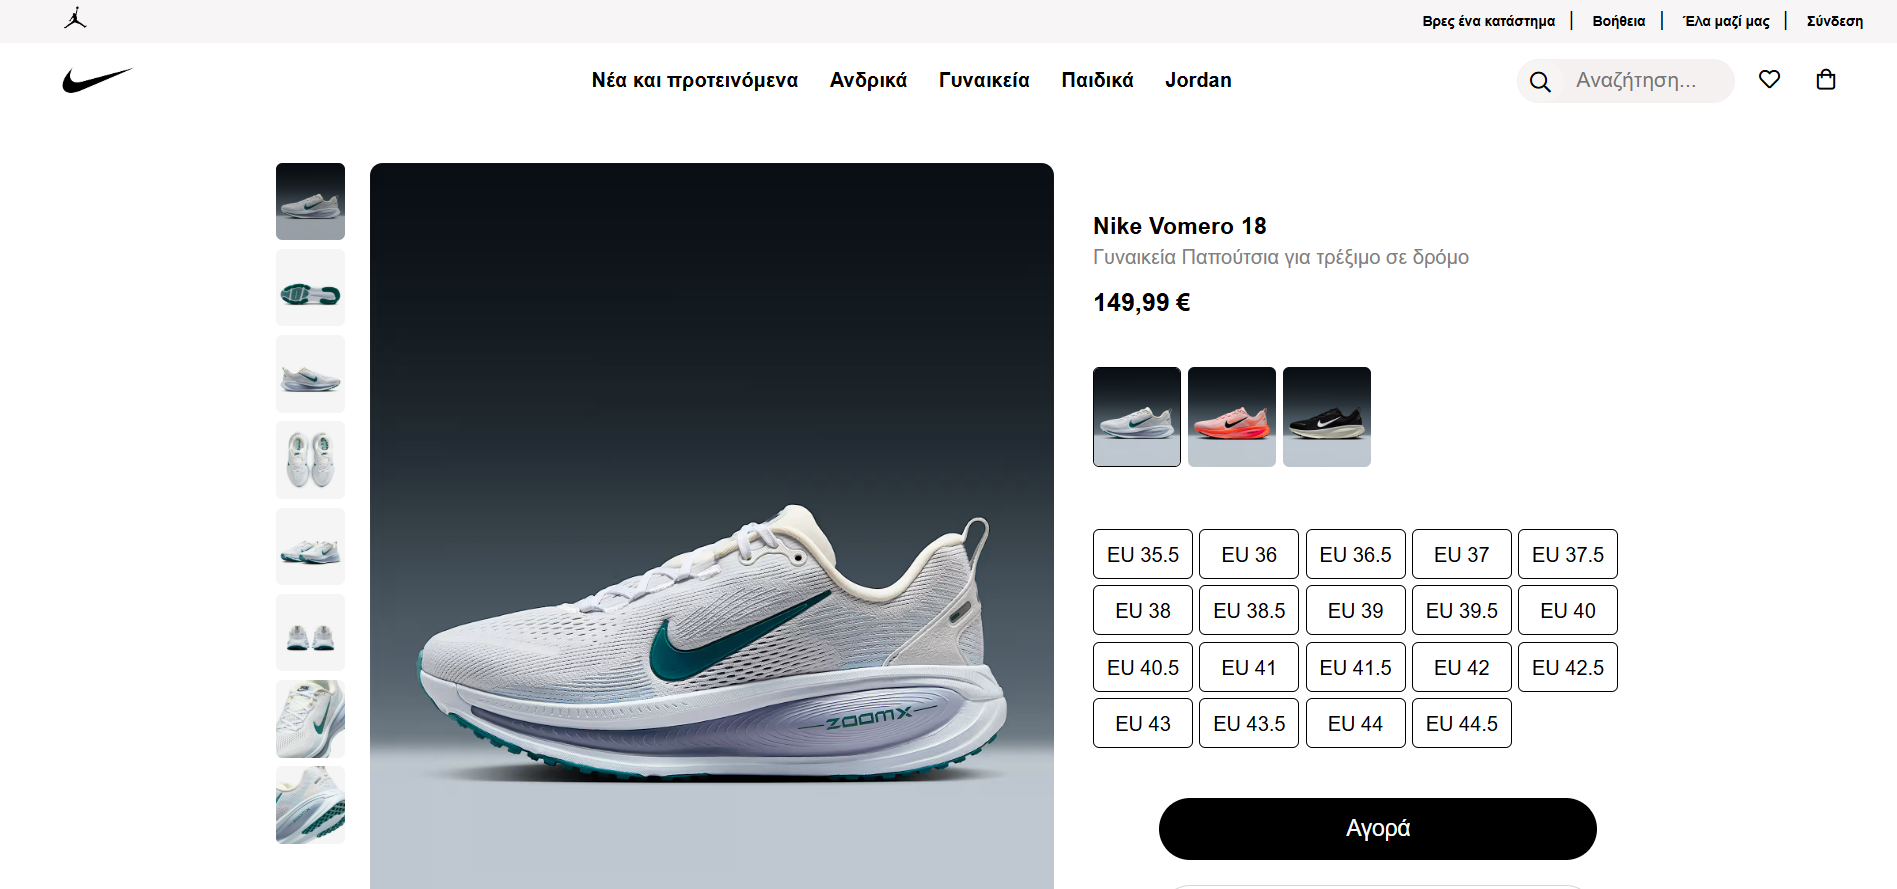 Βρες ένα κατάστημα | Βοήθεια | Έλα μαζί μας | Σύνδεση
Νέα και προτεινόμενα Ανδρικά Γυναικεία Παιδικά Jordan Αναζήτηση...
Nike Vomero 18
Γυναικεία Παπούτσια για τρέξιμο σε δρόμο
149,99 €
EU 35.5 EU 36 EU 36.5 EU 37 EU 37.5
EU 38 EU 38.5 EU 39 EU 39.5 EU 40
EU 40.5 EU 41 EU 41.5 EU 42 EU 42.5
EU 43 EU 43.5 EU 44 EU 44.5
ZOOMX
Αγορά